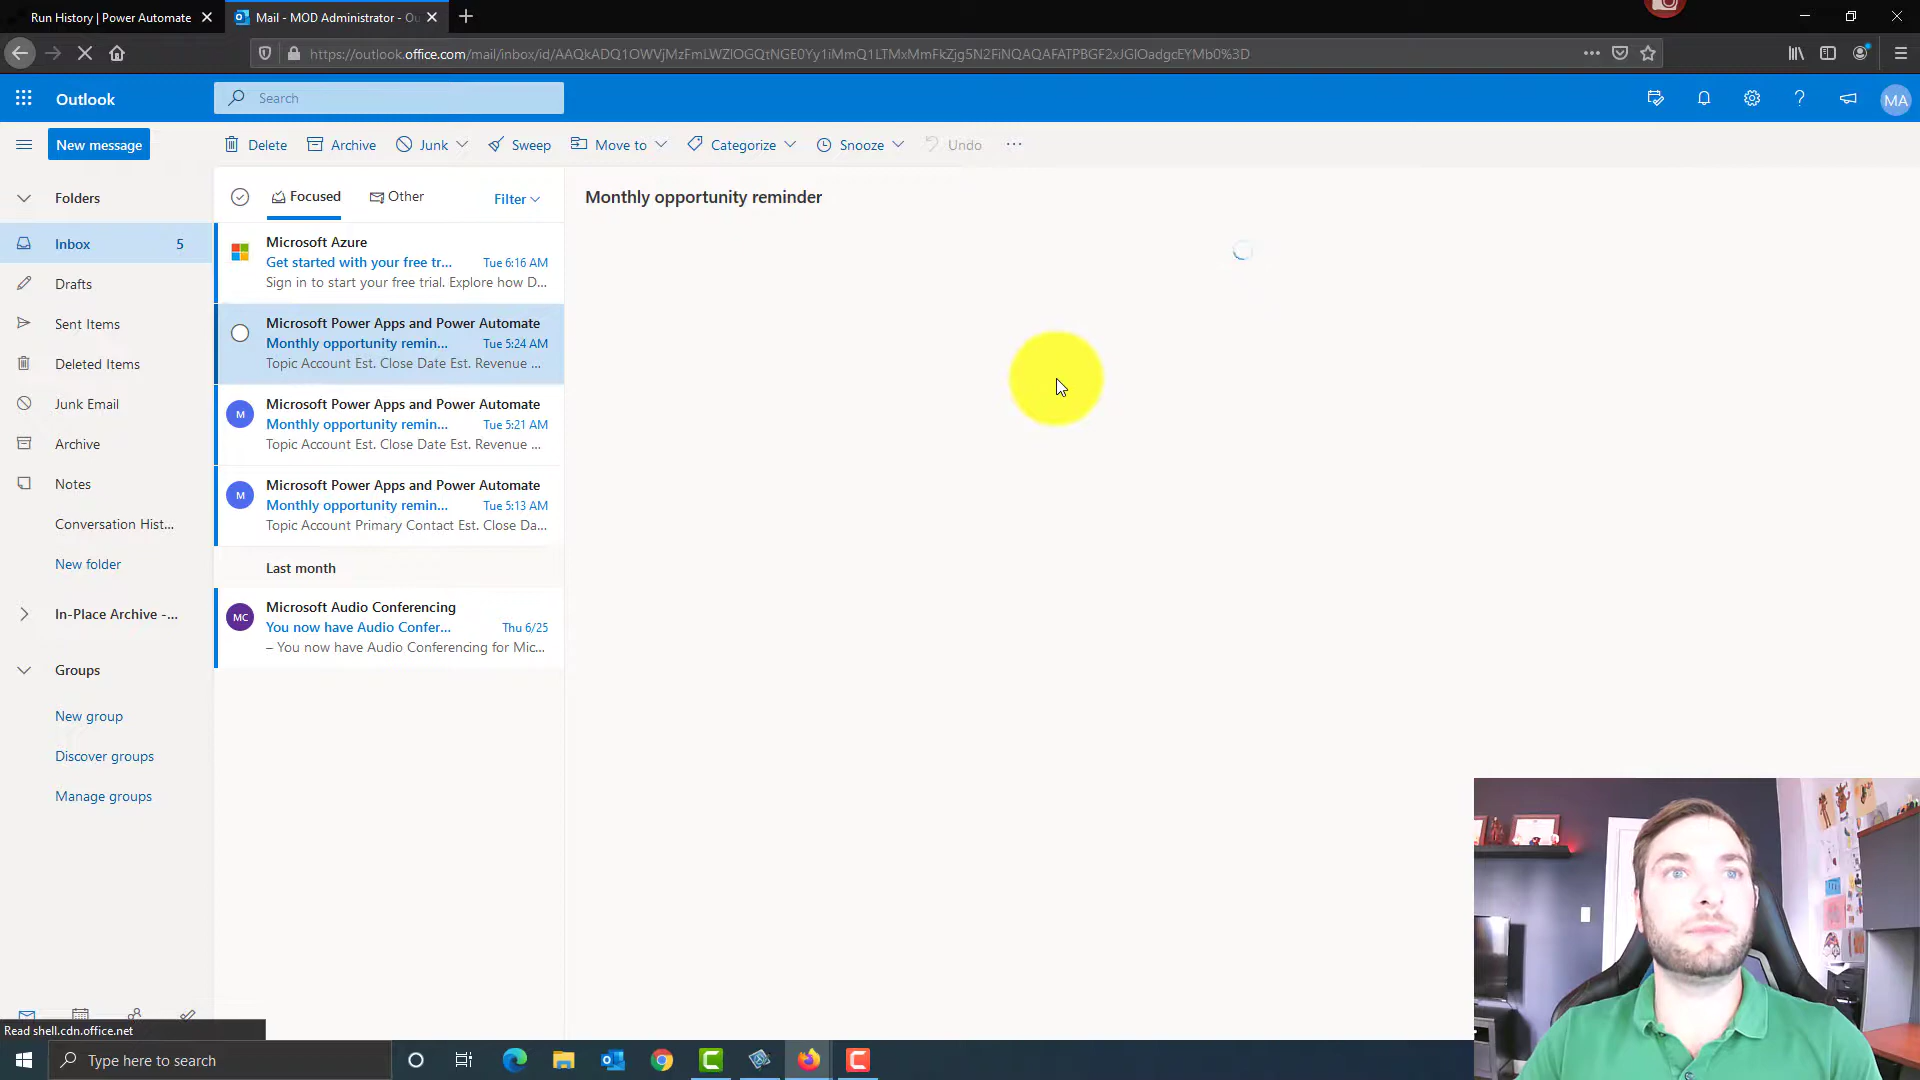 Run History | Power Automate
Mail - MOD Administrator - Ou
https://outlook.office.com/mail/inbox/id/AAQkADQ1OWVjMzFmLWZlOGQtNGE0Yy1iMmQ1LTMxMmFkZjg5N2FiNQAQAFATPBGF2xJGlOadgcEYMb0%3D
Outlook
Search
MA
New message
Delete
Archive
Junk
Sweep
Move to
Categorize
Snooze
Undo
Folders
Inbox 5
Drafts
Sent Items
Deleted Items
Junk Email
Archive
Notes
Conversation Hist...
New folder
In-Place Archive -...
Groups
New group
Discover groups
Manage groups
Focused
Other
Filter
Microsoft Azure
Get started with your free tr... Tue 6:16 AM
Sign in to start your free trial. Explore how D...
Microsoft Power Apps and Power Automate
Monthly opportunity remin... Tue 5:24 AM
Topic Account Est. Close Date Est. Revenue ...
M
Microsoft Power Apps and Power Automate
Monthly opportunity remin... Tue 5:21 AM
Topic Account Est. Close Date Est. Revenue ...
M
Microsoft Power Apps and Power Automate
Monthly opportunity remin... Tue 5:13 AM
Topic Account Primary Contact Est. Close Da...
Last month
MC
Microsoft Audio Conferencing
You now have Audio Confer... Thu 6/25
– You now have Audio Conferencing for Mic...
Monthly opportunity reminder
Read shell.cdn.office.net
Type here to search